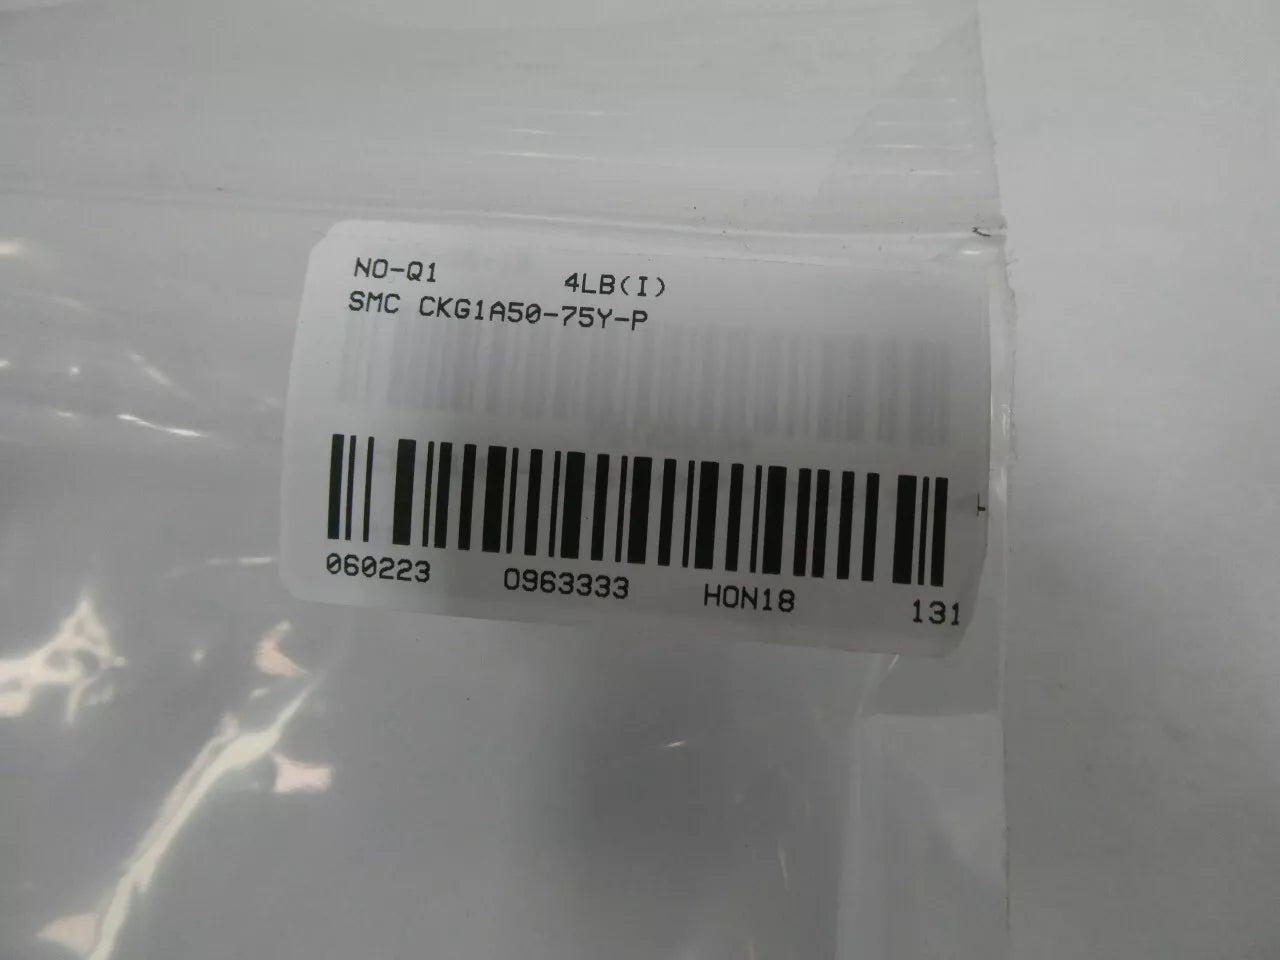 NO-Q1 4LB(I)
SMC CKG1A50-75Y-P
060223 0963333 HON18 131